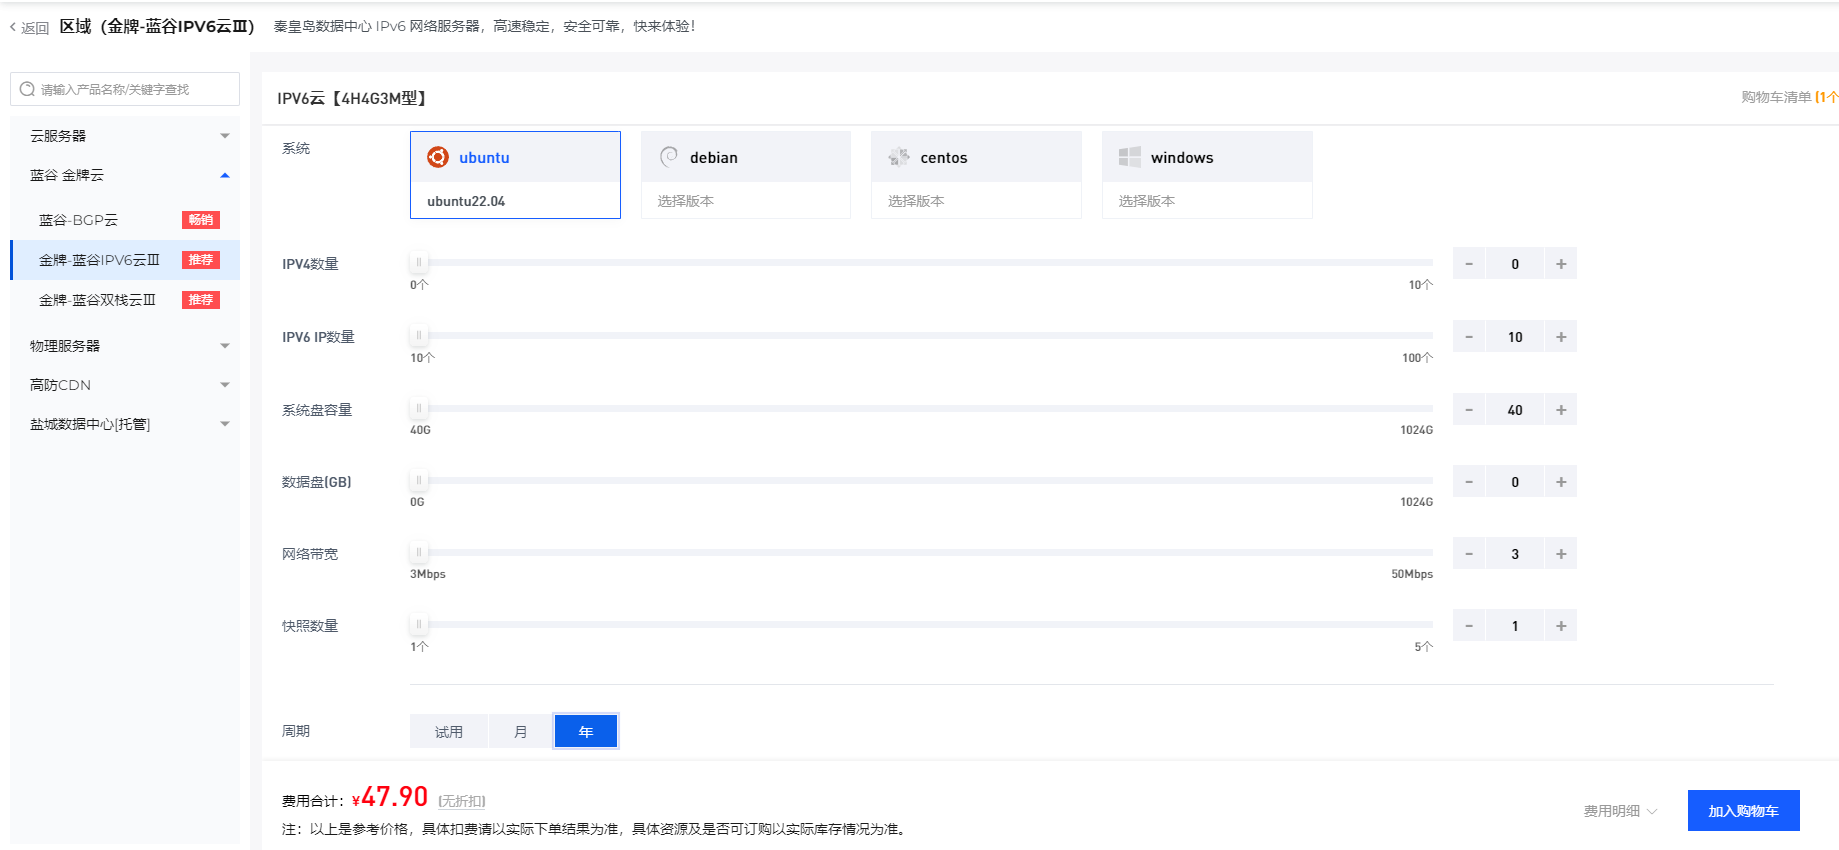 返回 区域（金牌-蓝谷IPV6云Ⅲ） 秦皇岛数据中心 IPv6 网络服务器，高速稳定，安全可靠，快来体验！
请输入产品名称/关键字查找
云服务器
蓝谷 金牌云
蓝谷-BGP云 畅销
金牌-蓝谷IPV6云Ⅲ 推荐
金牌-蓝谷双栈云Ⅲ 推荐
物理服务器
高防CDN
盐城数据中心[托管]
IPV6云【4H4G3M型】 购物车清单 (1个
系统
ubuntu
ubuntu22.04
debian
选择版本
centos
选择版本
windows
选择版本
IPV4数量 - 0 +
0个 10个
IPV6 IP数量 - 10 +
10个 100个
系统盘容量 - 40 +
40G 1024G
数据盘(GB) - 0 +
0G 1024G
网络带宽 - 3 +
3Mbps 50Mbps
快照数量 - 1 +
1个 5个
周期 试用 月 年
费用合计：¥47.90 (无折扣)
费用明细 加入购物车
注：以上是参考价格，具体扣费请以实际下单结果为准，具体资源及是否可订购以实际库存情况为准。